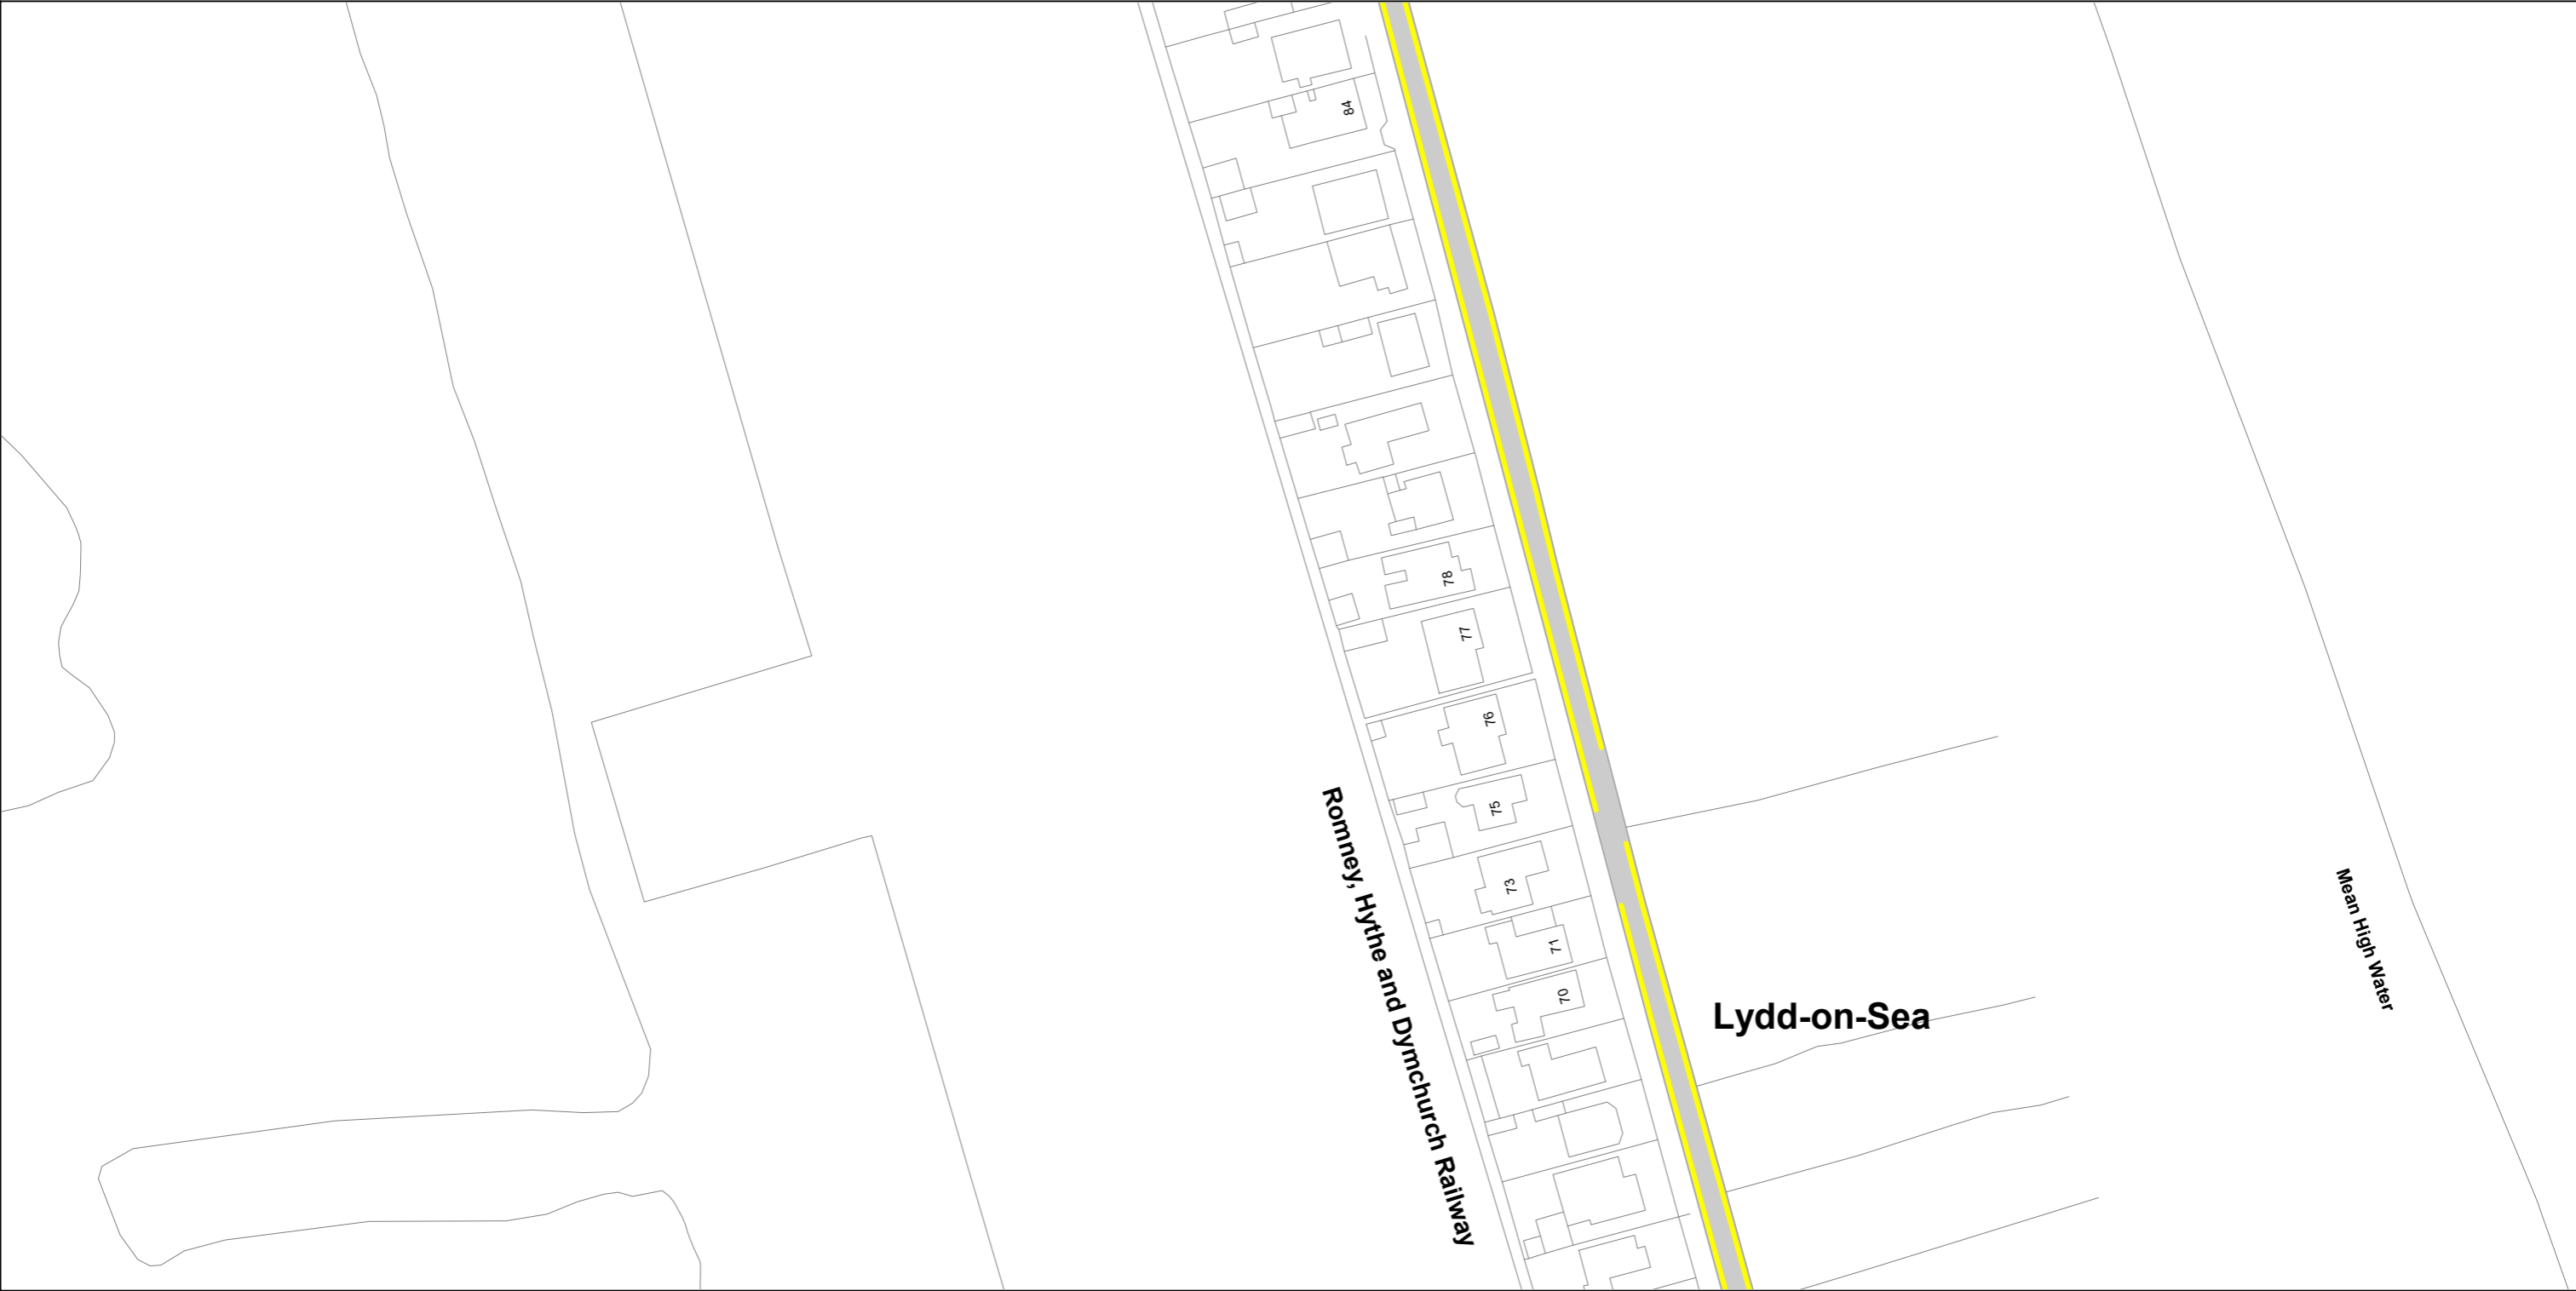 84
78
77
76
75
73
71
70
Romney, Hythe and Dymchurch Railway
Lydd-on-Sea
Mean High Water